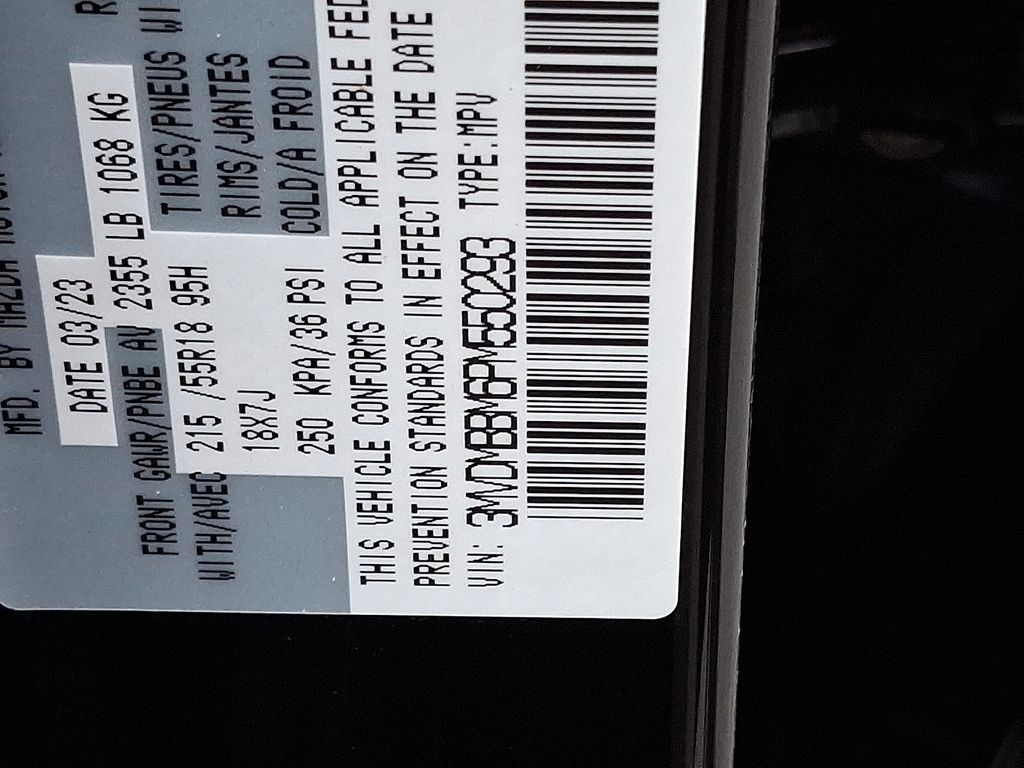 MFD. BY MAZDA
DATE 03/23
FRONT GAWR/PNBE AV 2355 LB 1068 KG R
WITH/AVEC 215 /55R18 95H TIRES/PNEUS WI
18X7J RIMS/JANTES
250 KPA/36 PSI COLD/A FROID
THIS VEHICLE CONFORMS TO ALL APPLICABLE FED
PREVENTION STANDARDS IN EFFECT ON THE DATE
VIN: 3MVDMBBM6PM550293 TYPE:MPV